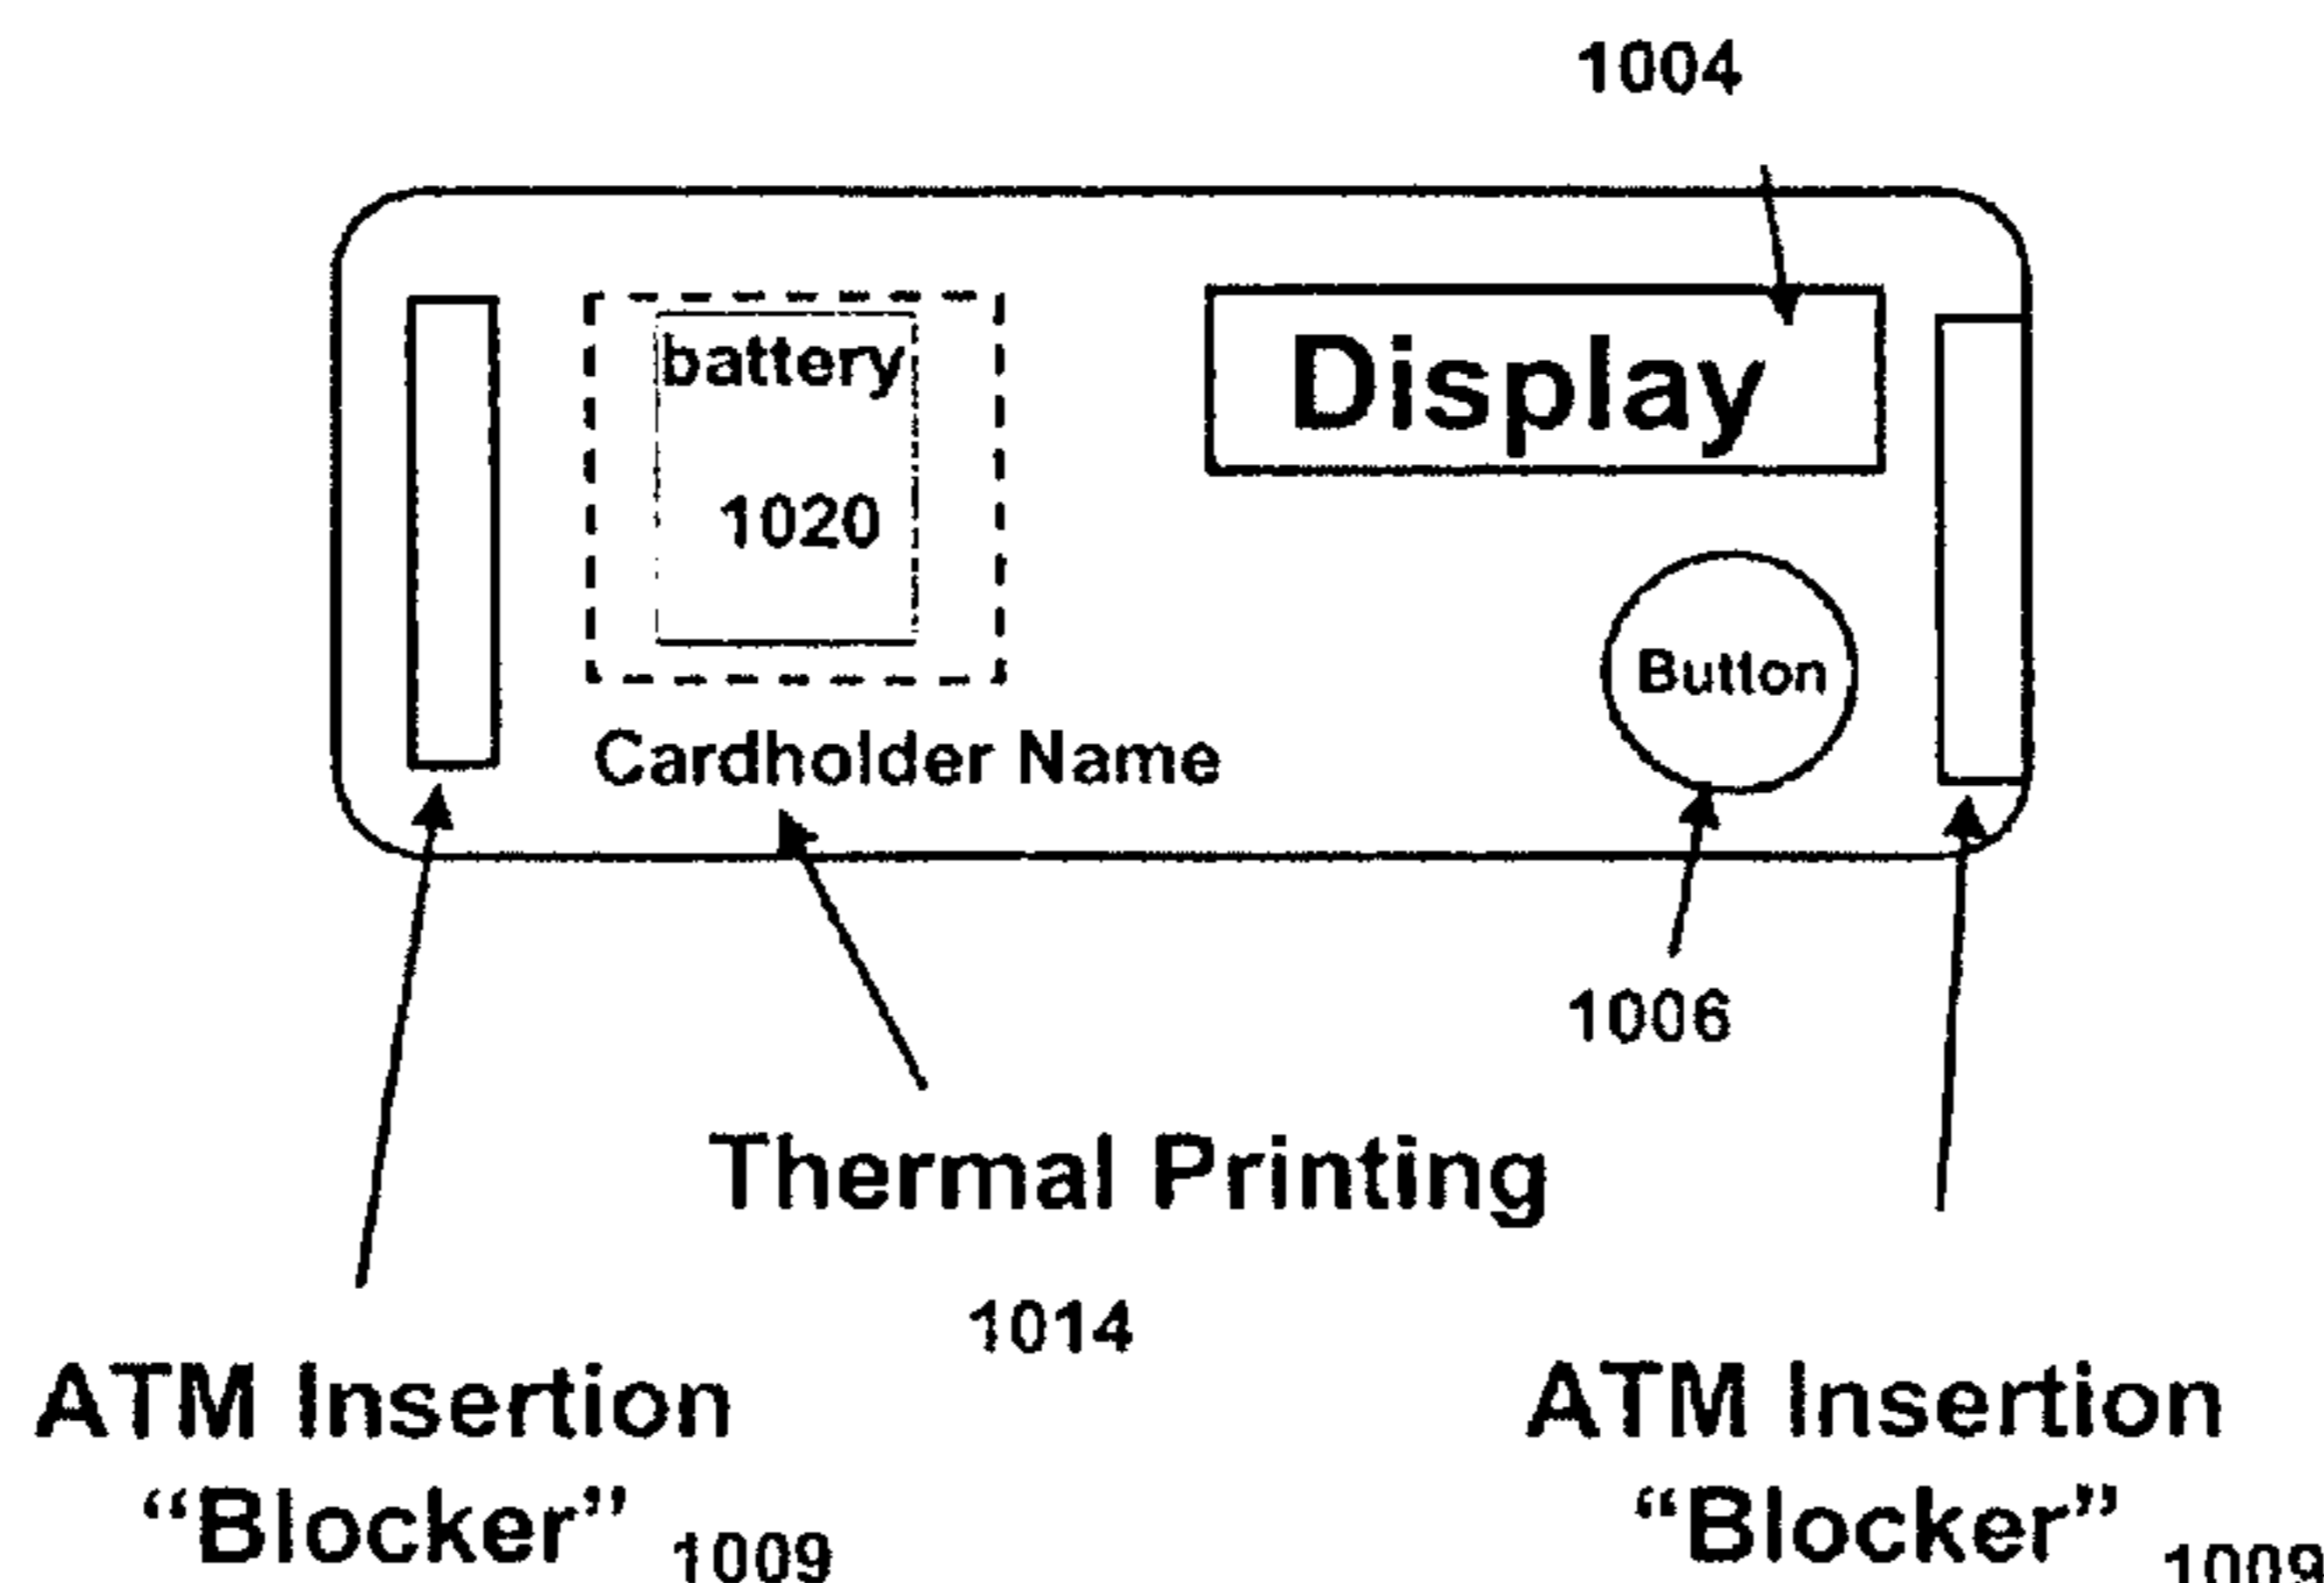 1004
battery
Display
1020
Button
Cardholder Name
1006
Thermal Printing
1014
ATM Insertion
“Blocker” 1009
ATM Insertion
“Blocker” 1009